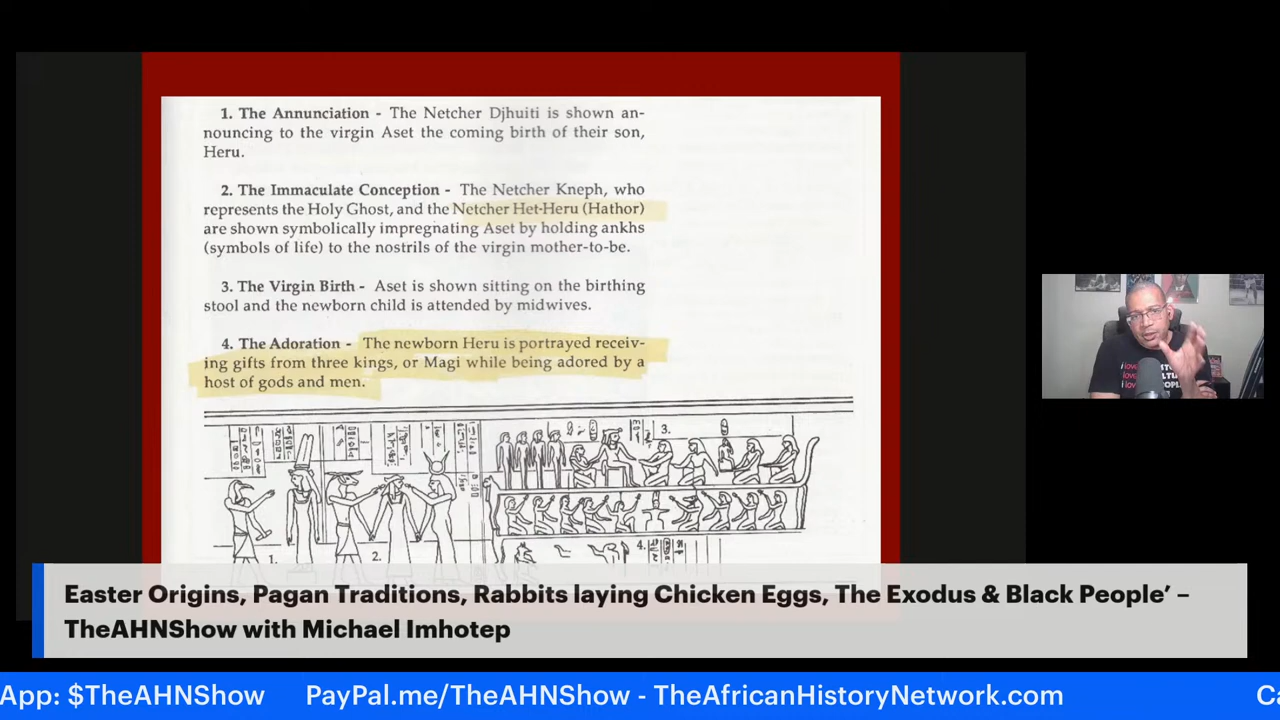 1. The Annunciation - The Netcher Djhuiti is shown an-
nouncing to the virgin Aset the coming birth of their son,
Heru.
2. The Immaculate Conception - The Netcher Kneph, who
represents the Holy Ghost, and the Netcher Het-Heru (Hathor)
are shown symbolically impregnating Aset by holding ankhs
(symbols of life) to the nostrils of the virgin mother-to-be.
3. The Virgin Birth - Aset is shown sitting on the birthing
stool and the newborn child is attended by midwives.
4. The Adoration - The newborn Heru is portrayed receiv-
ing gifts from three kings, or Magi while being adored by a
host of gods and men.
3.
1.
2.
4.
Easter Origins, Pagan Traditions, Rabbits laying Chicken Eggs, The Exodus & Black People’ –
TheAHNShow with Michael Imhotep
App: $TheAHNShow PayPal.me/TheAHNShow - TheAfricanHistoryNetwork.com